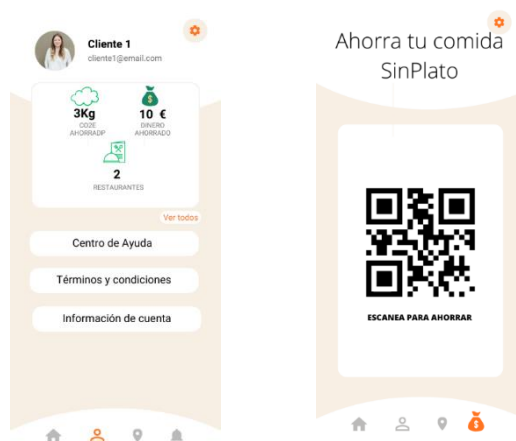 Cliente 1
cliente1@email.com
3Kg
CO2E
AHORRADP
10 €
DINERO
AHORRADO
2
RESTAURANTES
Ver todos
Centro de Ayuda
Términos y condiciones
Información de cuenta
Ahorra tu comida
SinPlato
ESCANEA PARA AHORRAR